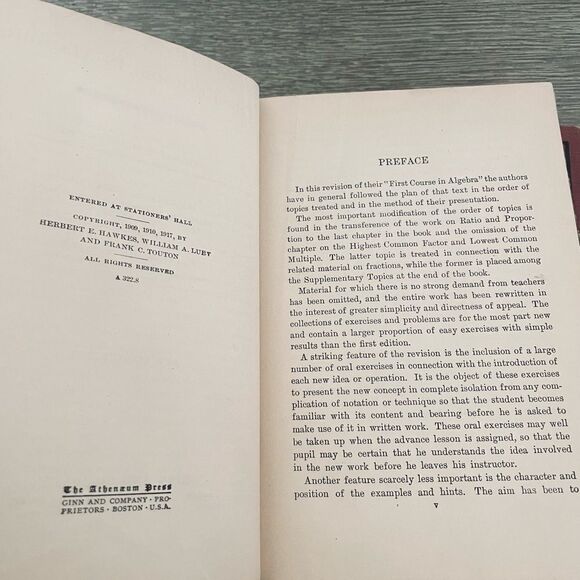 ENTERED AT STATIONERS' HALL
COPYRIGHT, 1909, 1910, 1917, BY
HERBERT E. HAWKES, WILLIAM A. LUBY
AND FRANK C. TOUTON
ALL RIGHTS RESERVED
A 322.8
The Athenæum Press
GINN AND COMPANY · PRO-
PRIETORS · BOSTON · U.S.A.
PREFACE
In this revision of their "First Course in Algebra" the authors
have in general followed the plan of that text in the order of
topics treated and in the method of their presentation.
The most important modification of the order of topics is
found in the transference of the work on Ratio and Propor-
tion to the last chapter in the book and the omission of the
chapter on the Highest Common Factor and Lowest Common
Multiple. The latter topic is treated in connection with the
related material on fractions, while the former is placed among
the Supplementary Topics at the end of the book.
Material for which there is no strong demand from teachers
has been omitted, and the entire work has been rewritten in
the interest of greater simplicity and directness of appeal. The
collections of exercises and problems are for the most part new
and contain a larger proportion of easy exercises with simple
results than the first edition.
A striking feature of the revision is the inclusion of a large
number of oral exercises in connection with the introduction of
each new idea or operation. It is the object of these exercises
to present the new concept in complete isolation from any com-
plication of notation or technique so that the student becomes
familiar with its content and bearing before he is asked to
make use of it in written work. These oral exercises may well
be taken up when the advance lesson is assigned, so that the
pupil may be certain that he understands the idea involved
in the new work before he leaves his instructor.
Another feature scarcely less important is the character and
position of the examples and hints. The aim has been to
v